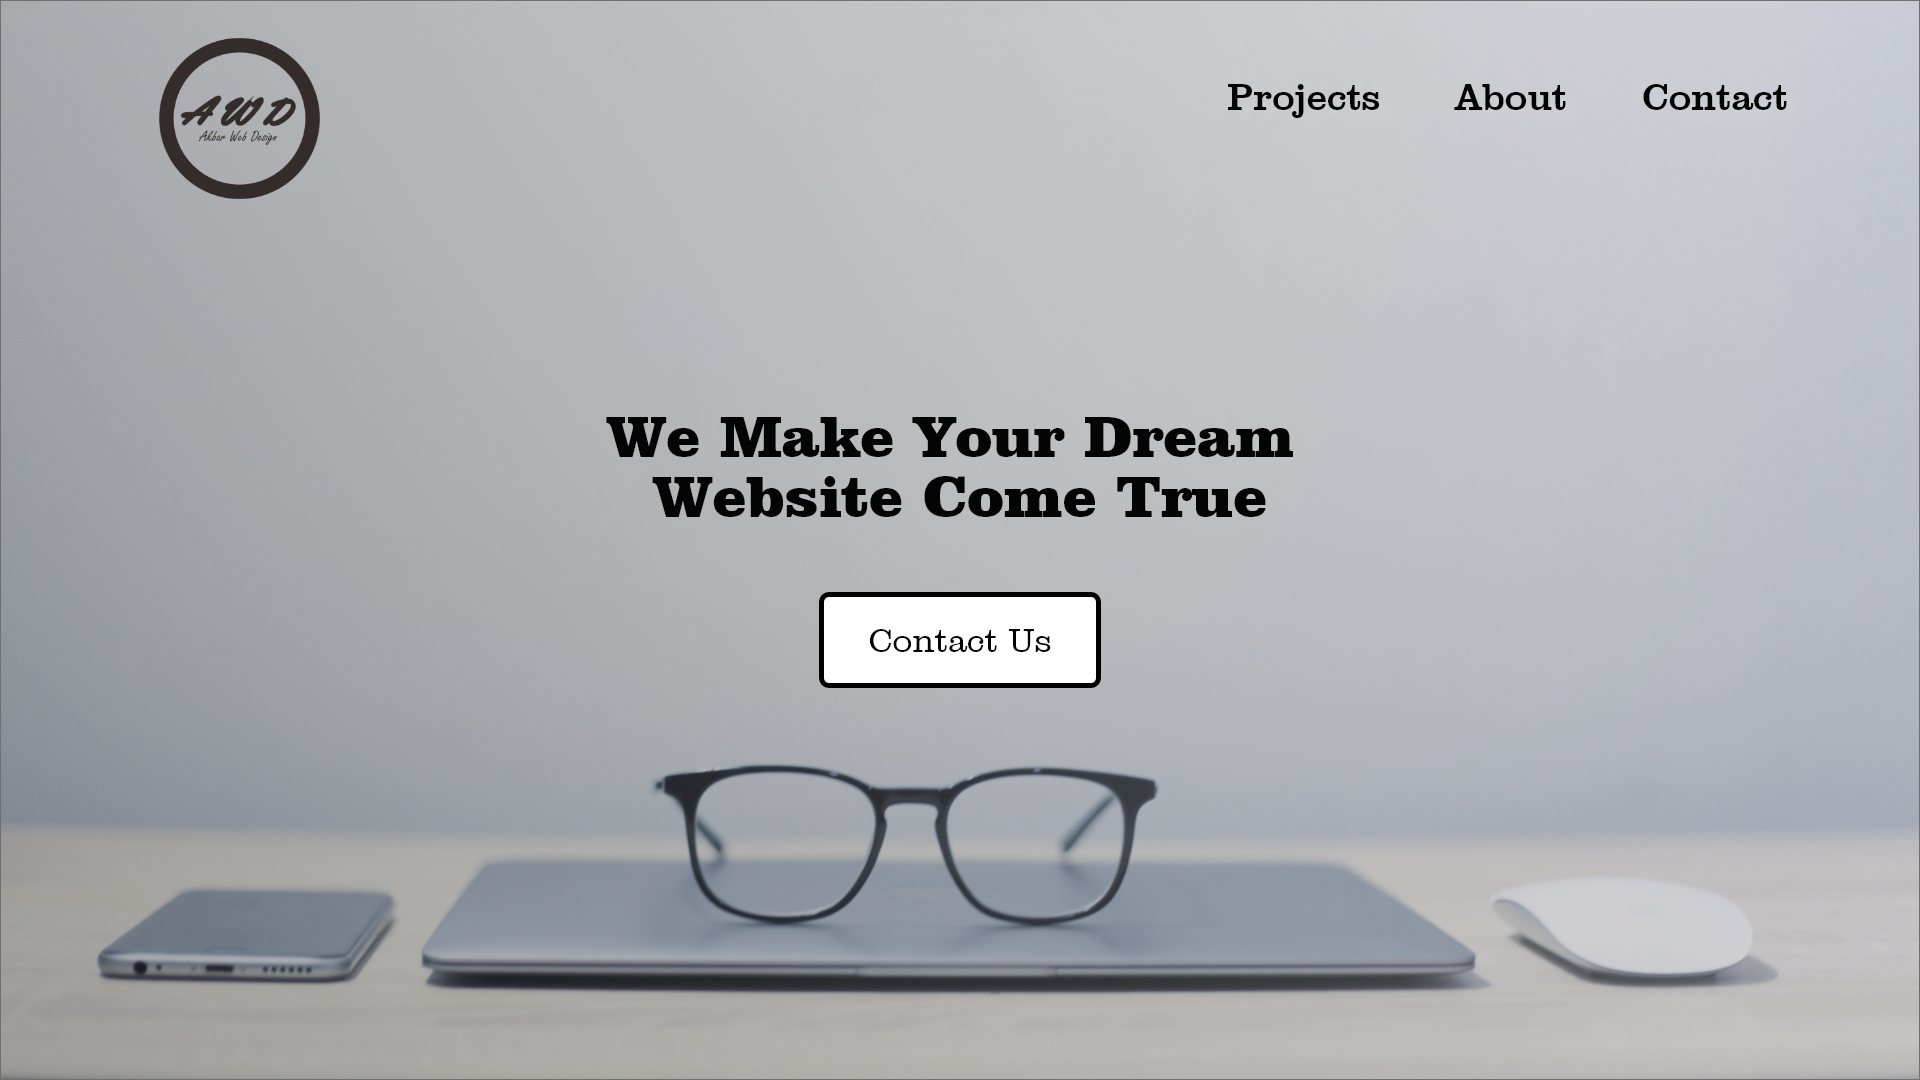 AWD
Akbar Web Design
Projects About Contact
We Make Your Dream
Website Come True
Contact Us